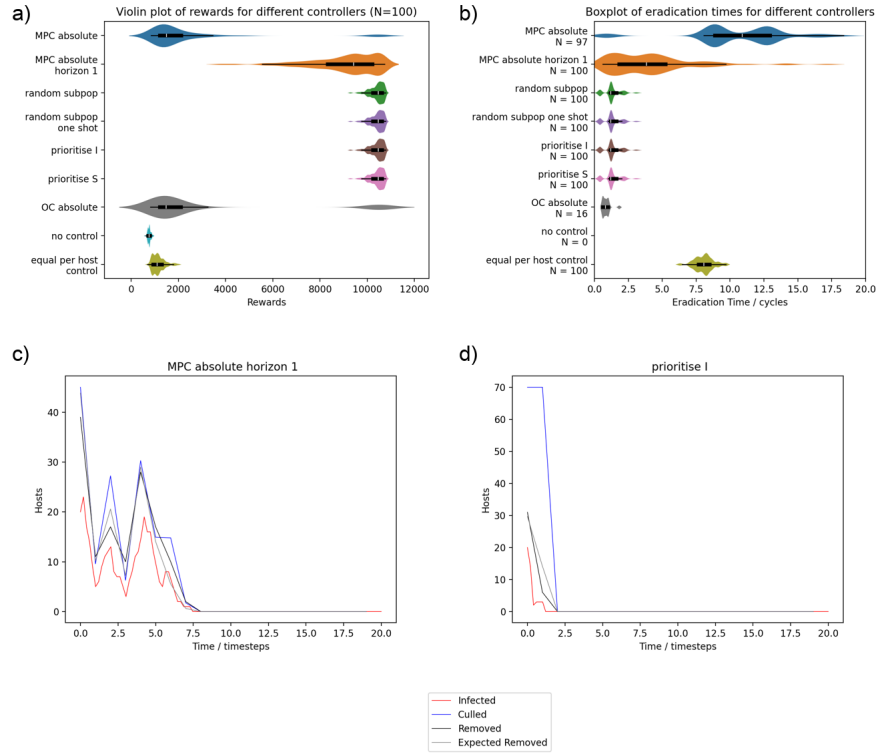 a)
Violin plot of rewards for different controllers (N=100)
MPC absolute
MPC absolute
horizon 1
random subpop
random subpop
one shot
prioritise I
prioritise S
OC absolute
no control
equal per host
control
0 2000 4000 6000 8000 10000 12000
Rewards
b)
Boxplot of eradication times for different controllers
MPC absolute
N = 97
MPC absolute horizon 1
N = 100
random subpop
N = 100
random subpop one shot
N = 100
prioritise I
N = 100
prioritise S
N = 100
OC absolute
N = 16
no control
N = 0
equal per host control
N = 100
0.0 2.5 5.0 7.5 10.0 12.5 15.0 17.5 20.0
Eradication Time / cycles
c)
MPC absolute horizon 1
Hosts
40
30
20
10
0
0.0 2.5 5.0 7.5 10.0 12.5 15.0 17.5 20.0
Time / timesteps
d)
prioritise I
Hosts
70
60
50
40
30
20
10
0
0.0 2.5 5.0 7.5 10.0 12.5 15.0 17.5 20.0
Time / timesteps
Infected
Culled
Removed
Expected Removed